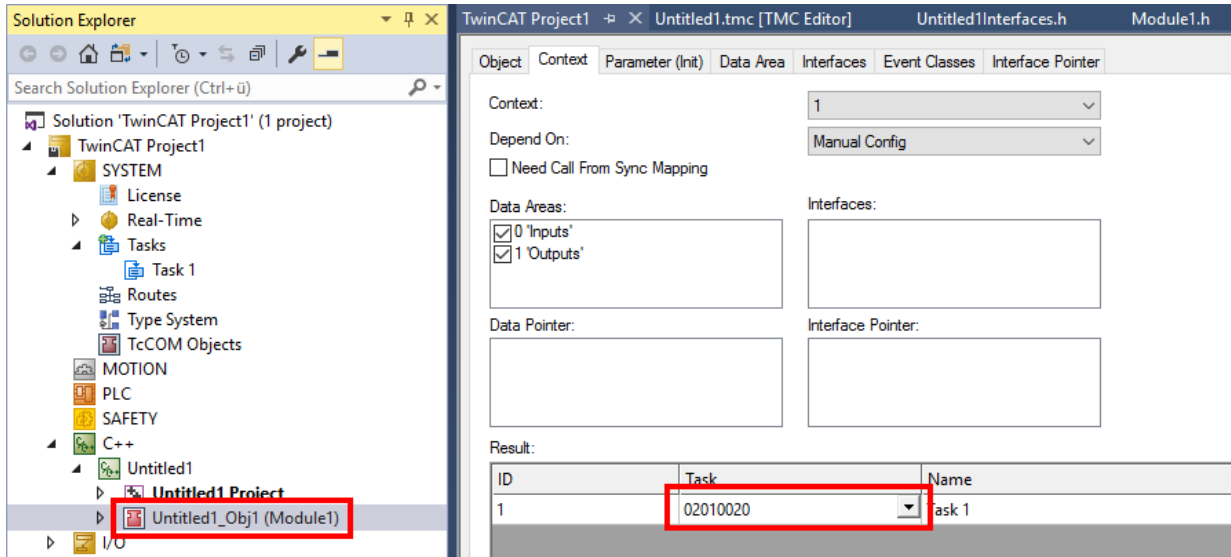 Solution Explorer
Search Solution Explorer (Ctrl+ü)
Solution 'TwinCAT Project1' (1 project)
TwinCAT Project1
SYSTEM
License
Real-Time
Tasks
Task 1
Routes
Type System
TcCOM Objects
MOTION
PLC
SAFETY
C++
Untitled1
Untitled1 Project
Untitled1_Obj1 (Module1)
I/O
TwinCAT Project1 Untitled1.tmc [TMC Editor] Untitled1Interfaces.h Module1.h
Object Context Parameter (Init) Data Area Interfaces Event Classes Interface Pointer
Context: 1
Depend On: Manual Config
Need Call From Sync Mapping
Data Areas: Interfaces:
0 'Inputs'
1 'Outputs'
Data Pointer: Interface Pointer:
Result:
ID Task Name
1 02010020 Task 1